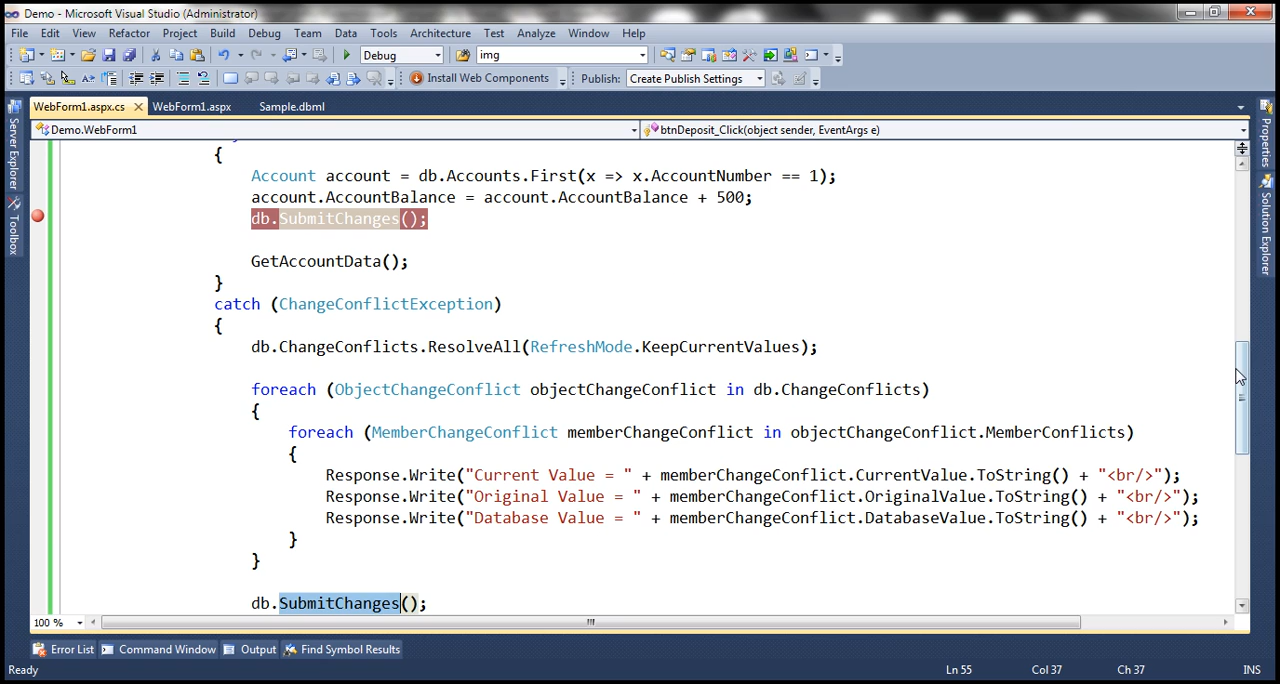 Demo - Microsoft Visual Studio (Administrator)
File Edit View Refactor Project Build Debug Team Data Tools Architecture Test Analyze Window Help
Debug img
Install Web Components Publish: Create Publish Settings
WebForm1.aspx.cs WebForm1.aspx Sample.dbml
Demo.WebForm1 btnDeposit_Click(object sender, EventArgs e)
Server Explorer
Toolbox
Properties
Solution Explorer
{
Account account = db.Accounts.First(x => x.AccountNumber == 1);
account.AccountBalance = account.AccountBalance + 500;
db.SubmitChanges();
GetAccountData();
}
catch (ChangeConflictException)
{
db.ChangeConflicts.ResolveAll(RefreshMode.KeepCurrentValues);
foreach (ObjectChangeConflict objectChangeConflict in db.ChangeConflicts)
{
foreach (MemberChangeConflict memberChangeConflict in objectChangeConflict.MemberConflicts)
{
Response.Write("Current Value = " + memberChangeConflict.CurrentValue.ToString() + "<br/>");
Response.Write("Original Value = " + memberChangeConflict.OriginalValue.ToString() + "<br/>");
Response.Write("Database Value = " + memberChangeConflict.DatabaseValue.ToString() + "<br/>");
}
}
db.SubmitChanges();
100 %
Error List Command Window Output Find Symbol Results
Ready Ln 55 Col 37 Ch 37 INS